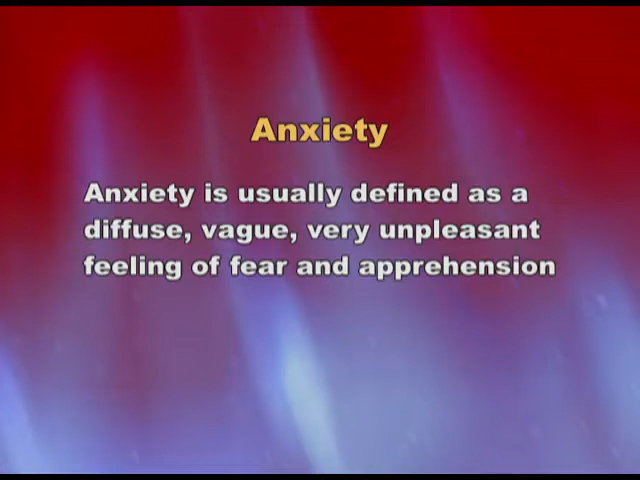 Anxiety
Anxiety is usually defined as a
diffuse, vague, very unpleasant
feeling of fear and apprehension